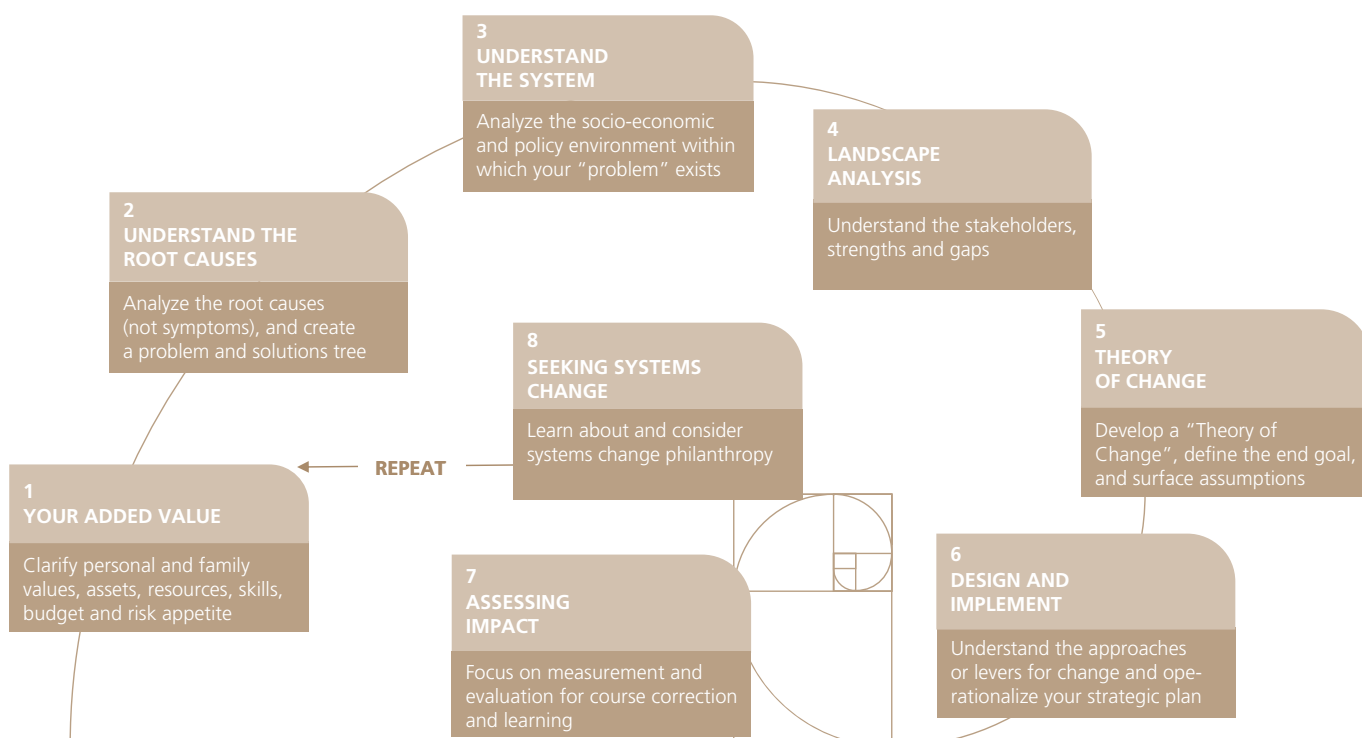 1
YOUR ADDED VALUE
Clarify personal and family
values, assets, resources, skills,
budget and risk appetite
2
UNDERSTAND THE
ROOT CAUSES
Analyze the root causes
(not symptoms), and create
a problem and solutions tree
3
UNDERSTAND
THE SYSTEM
Analyze the socio-economic
and policy environment within
which your “problem” exists
4
LANDSCAPE
ANALYSIS
Understand the stakeholders,
strengths and gaps
5
THEORY
OF CHANGE
Develop a “Theory of
Change”, define the end goal,
and surface assumptions
6
DESIGN AND
IMPLEMENT
Understand the approaches
or levers for change and ope-
rationalize your strategic plan
7
ASSESSING
IMPACT
Focus on measurement and
evaluation for course correction
and learning
8
SEEKING SYSTEMS
CHANGE
Learn about and consider
systems change philanthropy
REPEAT